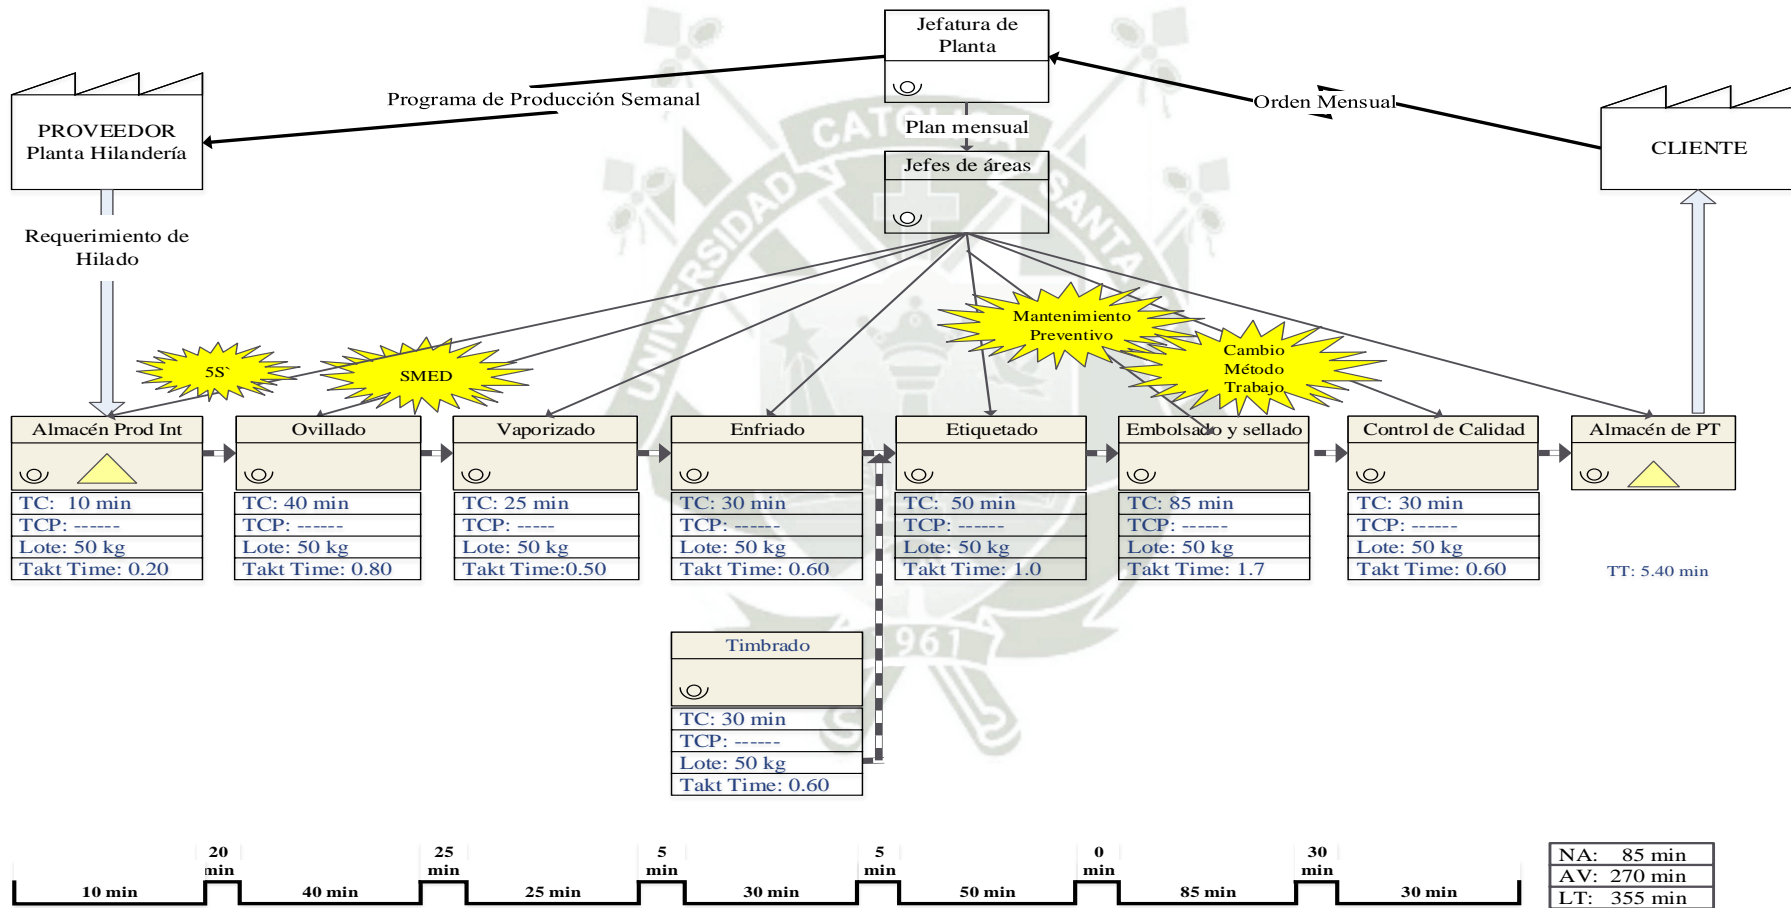 Jefatura de
Planta
Programa de Producción Semanal
Orden Mensual
PROVEEDOR
Planta Hilandería
Plan mensual
CLIENTE
Jefes de áreas
Requerimiento de
Hilado
UNIVERSIDAD CATOLICA SANTA
961
5S`
SMED
Mantenimiento
Preventivo
Cambio
Método
Trabajo
Almacén Prod Int
TC: 10 min
TCP: ------
Lote: 50 kg
Takt Time: 0.20
Ovillado
TC: 40 min
TCP: ------
Lote: 50 kg
Takt Time: 0.80
Vaporizado
TC: 25 min
TCP: -----
Lote: 50 kg
Takt Time:0.50
Enfriado
TC: 30 min
TCP: ------
Lote: 50 kg
Takt Time: 0.60
Etiquetado
TC: 50 min
TCP: ------
Lote: 50 kg
Takt Time: 1.0
Embolsado y sellado
TC: 85 min
TCP: ------
Lote: 50 kg
Takt Time: 1.7
Control de Calidad
TC: 30 min
TCP: ------
Lote: 50 kg
Takt Time: 0.60
Almacén de PT
TT: 5.40 min
Timbrado
TC: 30 min
TCP: ------
Lote: 50 kg
Takt Time: 0.60
10 min
20
min
40 min
25
min
25 min
5
min
30 min
5
min
50 min
0
min
85 min
30
min
30 min
NA: 85 min
AV: 270 min
LT: 355 min